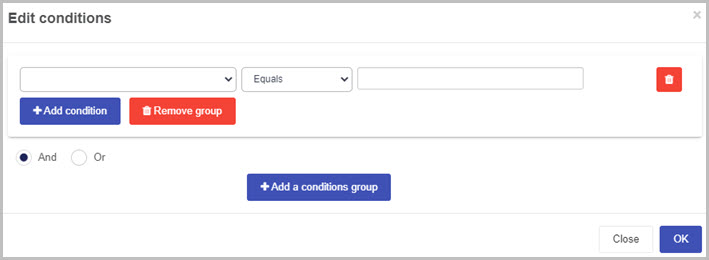 Edit conditions ×
Equals
+ Add condition Remove group
And Or
+ Add a conditions group
Close OK